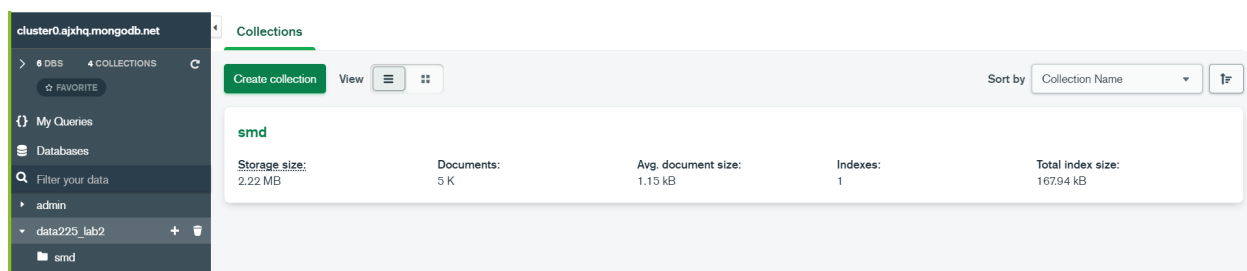 cluster0.ajxhq.mongodb.net
6 DBS 4 COLLECTIONS
FAVORITE
{} My Queries
Databases
Filter your data
admin
data225_lab2
smd
Collections
Create collection View Sort by Collection Name
smd
Storage size: Documents: Avg. document size: Indexes: Total index size:
2.22 MB 5 K 1.15 kB 1 167.94 kB